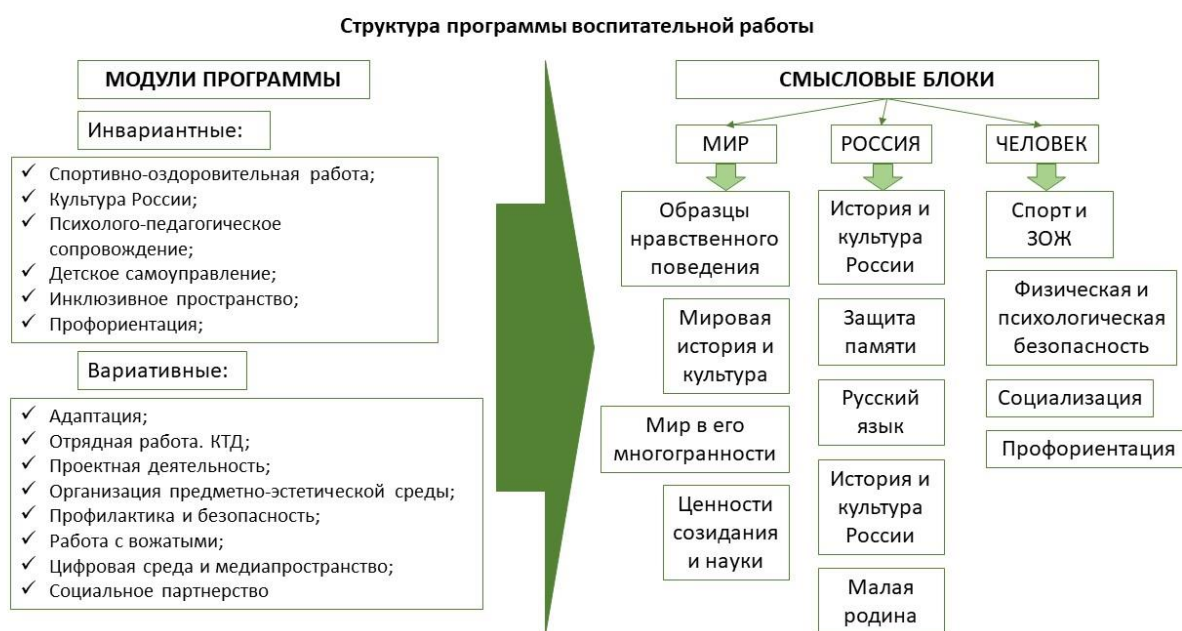 Структура программы воспитательной работы
МОДУЛИ ПРОГРАММЫ
Инвариантные:
✓ Спортивно-оздоровительная работа;
✓ Культура России;
✓ Психолого-педагогическое
сопровождение;
✓ Детское самоуправление;
✓ Инклюзивное пространство;
✓ Профориентация;
Вариативные:
✓ Адаптация;
✓ Отрядная работа. КТД;
✓ Проектная деятельность;
✓ Организация предметно-эстетической среды;
✓ Профилактика и безопасность;
✓ Работа с вожатыми;
✓ Цифровая среда и медиапространство;
✓ Социальное партнерство
СМЫСЛОВЫЕ БЛОКИ
МИР
Образцы
нравственного
поведения
Мировая
история и
культура
Мир в его
многогранности
Ценности
созидания
и науки
РОССИЯ
История и
культура
России
Защита
памяти
Русский
язык
История и
культура
России
Малая
родина
ЧЕЛОВЕК
Спорт и
ЗОЖ
Физическая и
психологическая
безопасность
Социализация
Профориентация